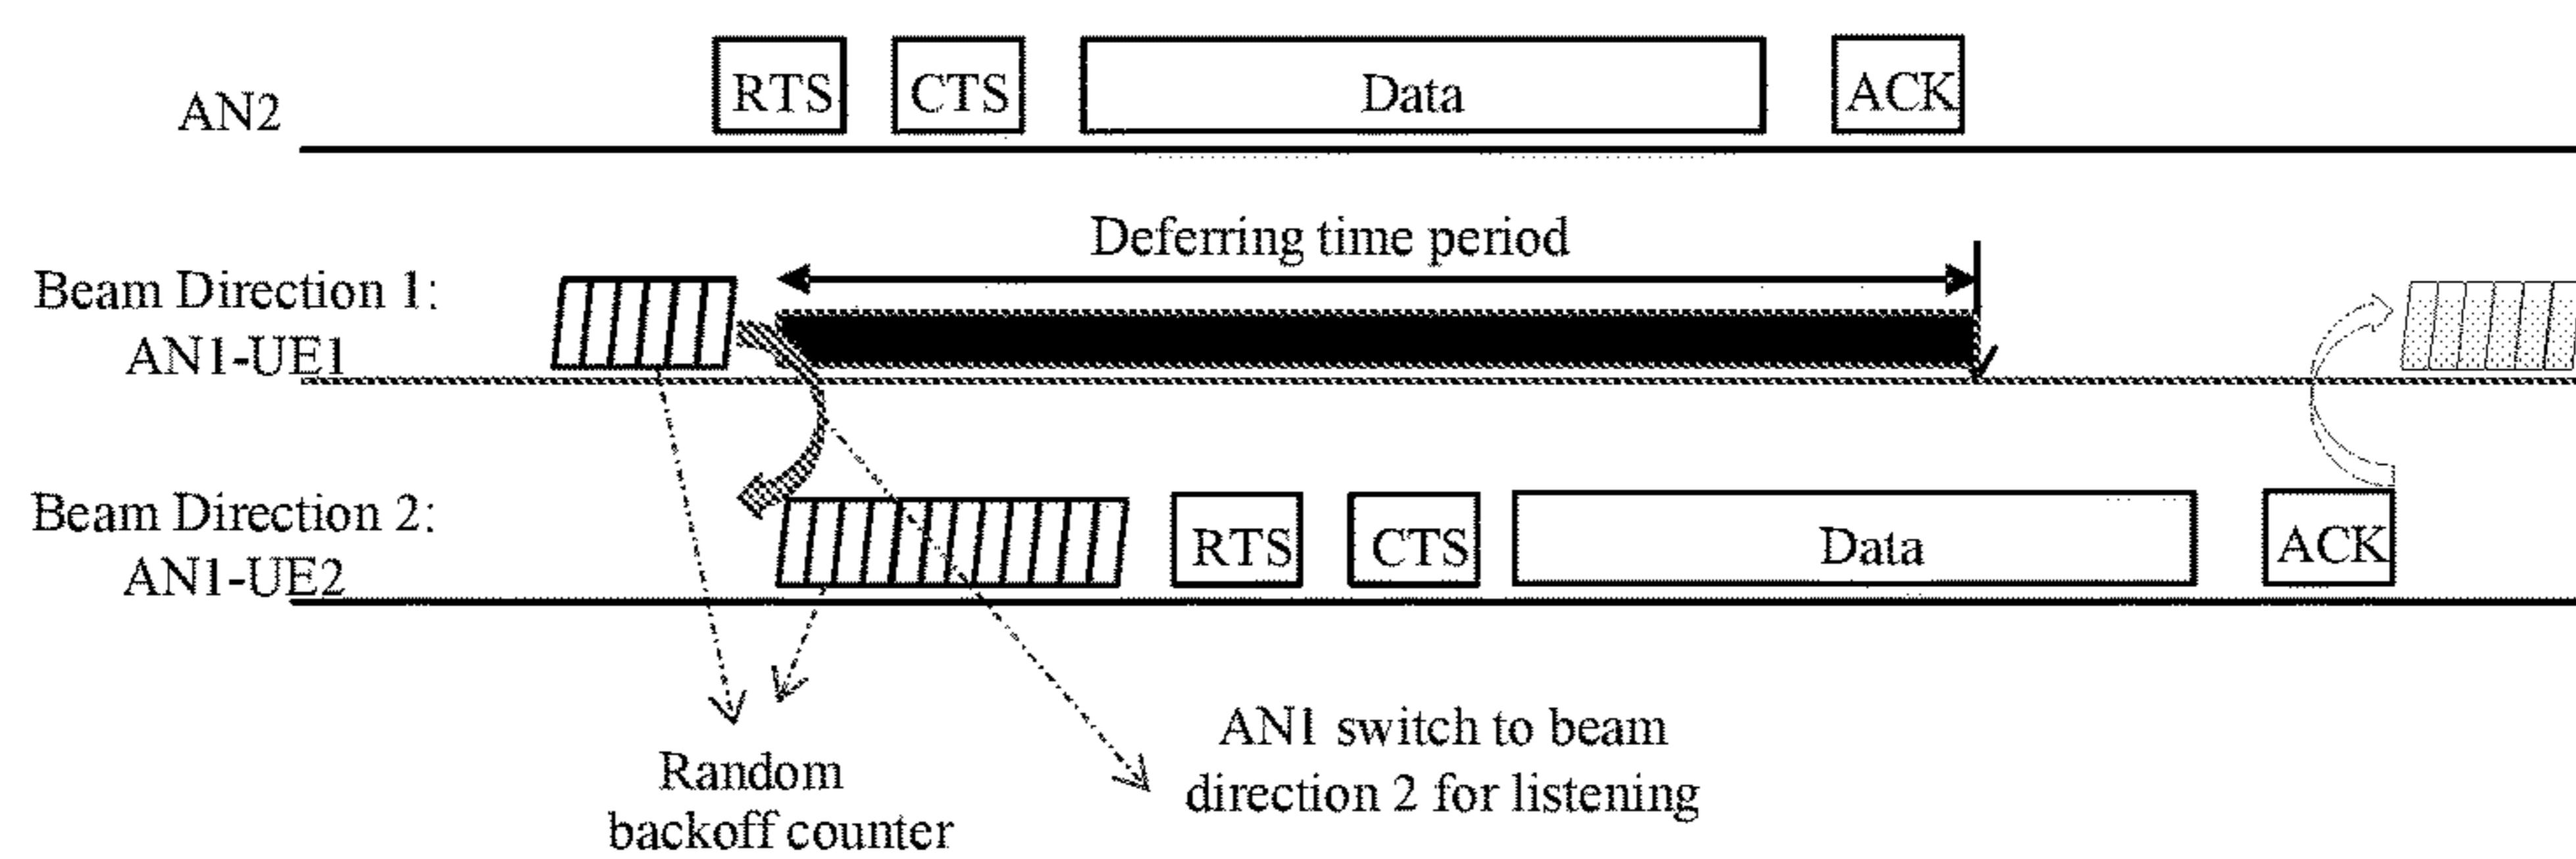 RTS CTS Data ACK
AN2
Deferring time period
Beam Direction 1:
AN1-UE1
Beam Direction 2:
AN1-UE2
RTS CTS Data ACK
Random
backoff counter
AN1 switch to beam
direction 2 for listening